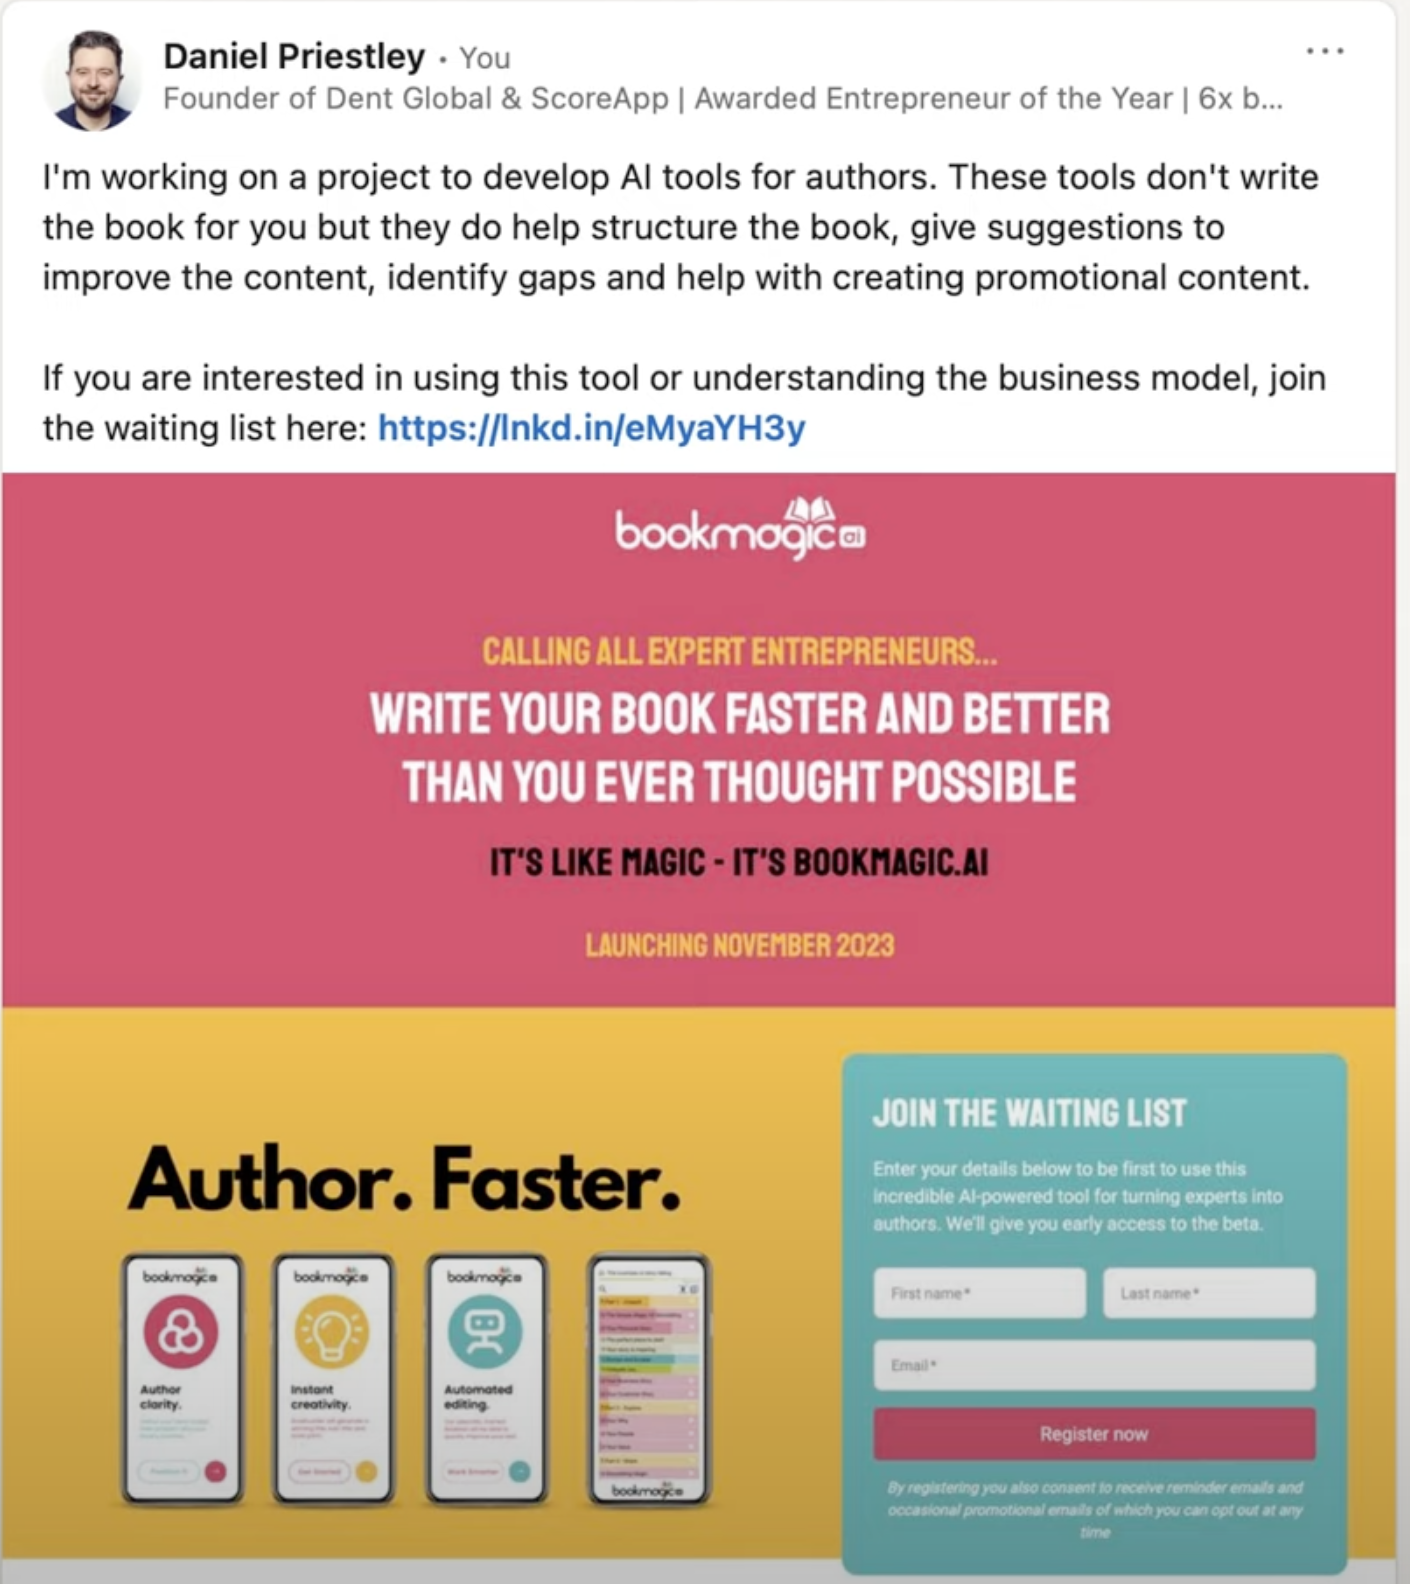 Daniel Priestley • You
Founder of Dent Global & ScoreApp | Awarded Entrepreneur of the Year | 6x b...
I'm working on a project to develop AI tools for authors. These tools don't write
the book for you but they do help structure the book, give suggestions to
improve the content, identify gaps and help with creating promotional content.
If you are interested in using this tool or understanding the business model, join
the waiting list here: https://lnkd.in/eMyaYH3y
bookmagic ai
CALLING ALL EXPERT ENTREPRENEURS...
WRITE YOUR BOOK FASTER AND BETTER
THAN YOU EVER THOUGHT POSSIBLE
IT'S LIKE MAGIC - IT'S BOOKMAGIC.AI
LAUNCHING NOVEMBER 2023
Author. Faster.
bookmagic
Author
clarity.
bookmagic
Instant
creativity.
Get Started
bookmagic
Automated
editing.
Work Smarter
bookmagic
JOIN THE WAITING LIST
Enter your details below to be first to use this
incredible AI-powered tool for turning experts into
authors. We'll give you early access to the beta.
First name*
Last name*
Email*
Register now
By registering you also consent to receive reminder emails and
occasional promotional emails of which you can opt out at any
time